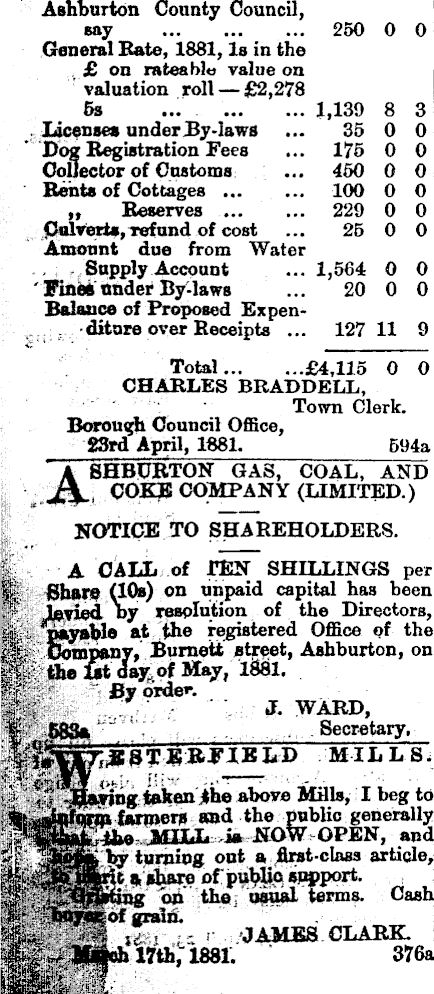 Ashburton County Council,
say ... ... ... 250 0 0
General Rate, 1881, 1s in the
£ on rateable value on
valuation roll — £2,278
5s ... ... ... 1,139 8 3
Licenses under By-laws ... 35 0 0
Dog Registration Fees ... 175 0 0
Collector of Customs ... 450 0 0
Rents of Cottages ... ... 100 0 0
„ Reserves ... ... 229 0 0
Culverts, refund of cost ... 25 0 0
Amount due from Water
Supply Account ... 1,564 0 0
Fines under By-laws ... 20 0 0
Balance of Proposed Expen-
diture over Receipts ... 127 11 9
Total ... ...£4,115 0 0
CHARLES BRADDELL,
Town Clerk.
Borough Council Office,
23rd April, 1881. 594a
ASHBURTON GAS, COAL, AND
COKE COMPANY (LIMITED.)
NOTICE TO SHAREHOLDERS.
A CALL of TEN SHILLINGS per
Share (10s) on unpaid capital has been
levied by resolution of the Directors,
payable at the registered Office of the
Company, Burnett street, Ashburton, on
the 1st day of May, 1881.
By order.
J. WARD,
583a Secretary.
WESTERFIELD MILLS.
Having taken the above Mills, I beg to
inform farmers and the public generally
that the MILL is NOW OPEN, and
hope by turning out a first-class article,
to merit a share of public support.
Gristing on the usual terms. Cash
buyer of grain.
JAMES CLARK.
March 17th, 1881. 376a